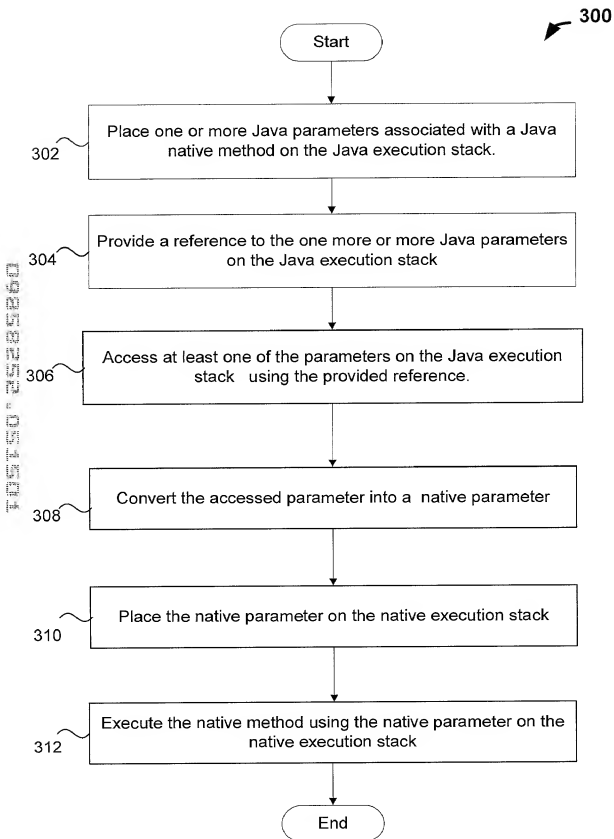 300
Start
Place one or more Java parameters associated with a Java
native method on the Java execution stack.
302
Provide a reference to the one more or more Java parameters
on the Java execution stack
304
Access at least one of the parameters on the Java execution
stack using the provided reference.
306
Convert the accessed parameter into a native parameter
308
Place the native parameter on the native execution stack
310
Execute the native method using the native parameter on the
native execution stack
312
End